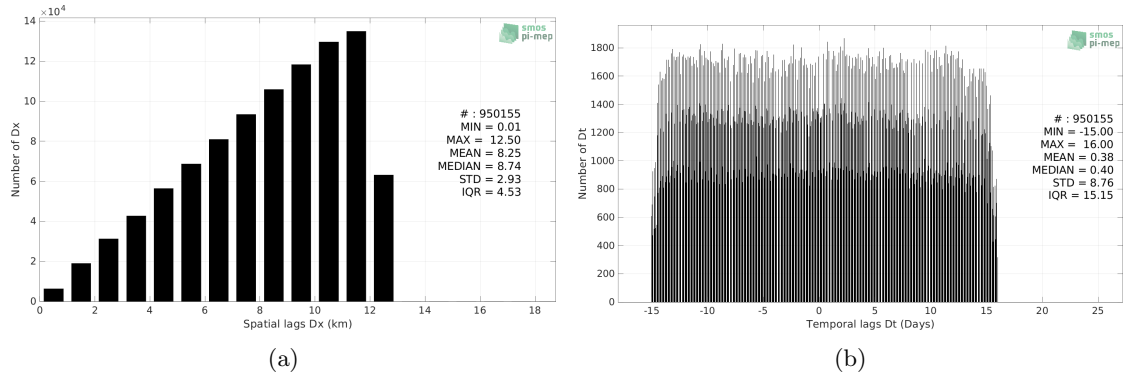 ×10⁴
14
12
10
8
6
4
2
0
Number of Dx
0 2 4 6 8 10 12 14 16 18
Spatial lags Dx (km)
smos
pi-mep
# : 950155
MIN = 0.01
MAX = 12.50
MEAN = 8.25
MEDIAN = 8.74
STD = 2.93
IQR = 4.53
(a)
1800
1600
1400
1200
1000
800
600
400
200
0
Number of Dt
-15 -10 -5 0 5 10 15 20 25
Temporal lags Dt (Days)
smos
pi-mep
# : 950155
MIN = -15.00
MAX = 16.00
MEAN = 0.38
MEDIAN = 0.40
STD = 8.76
IQR = 15.15
(b)